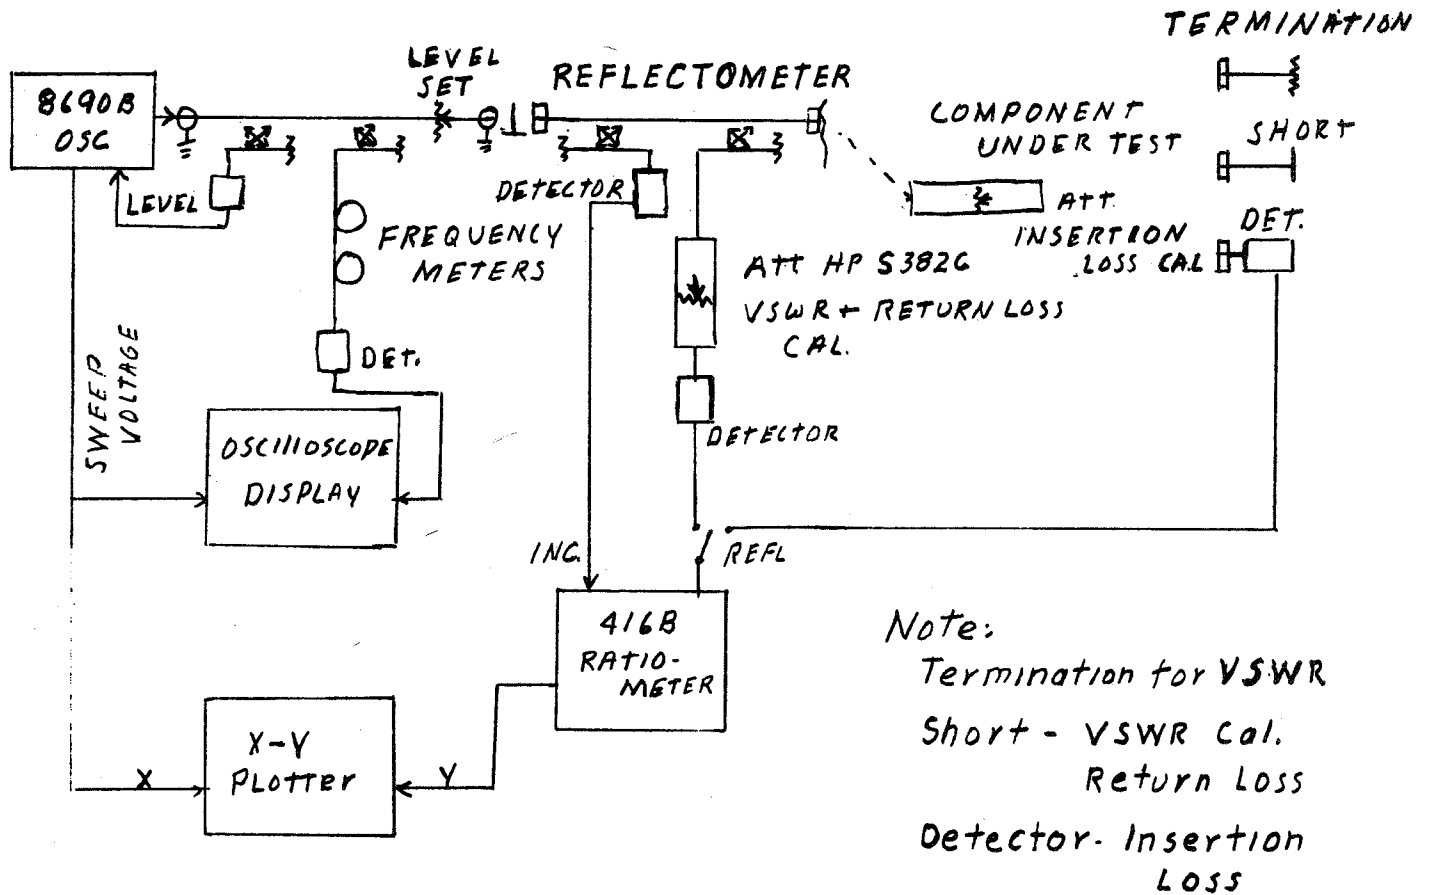 TERMINATION
LEVEL
SET
REFLECTOMETER
8690B
OSC
COMPONENT
UNDER TEST
SHORT
LEVEL
DETECTOR
ATT.
FREQUENCY
METERS
INSERTION
LOSS CAL
DET.
ATT HP S382C
VSWR + RETURN LOSS
CAL.
DET.
SWEEP
VOLTAGE
OSCILLOSCOPE
DISPLAY
DETECTOR
INC.
REFL
416B
RATIO-
METER
X-Y
PLOTTER
X
Y
Note:
Termination for VSWR
Short - VSWR Cal.
Return Loss
Detector - Insertion
Loss